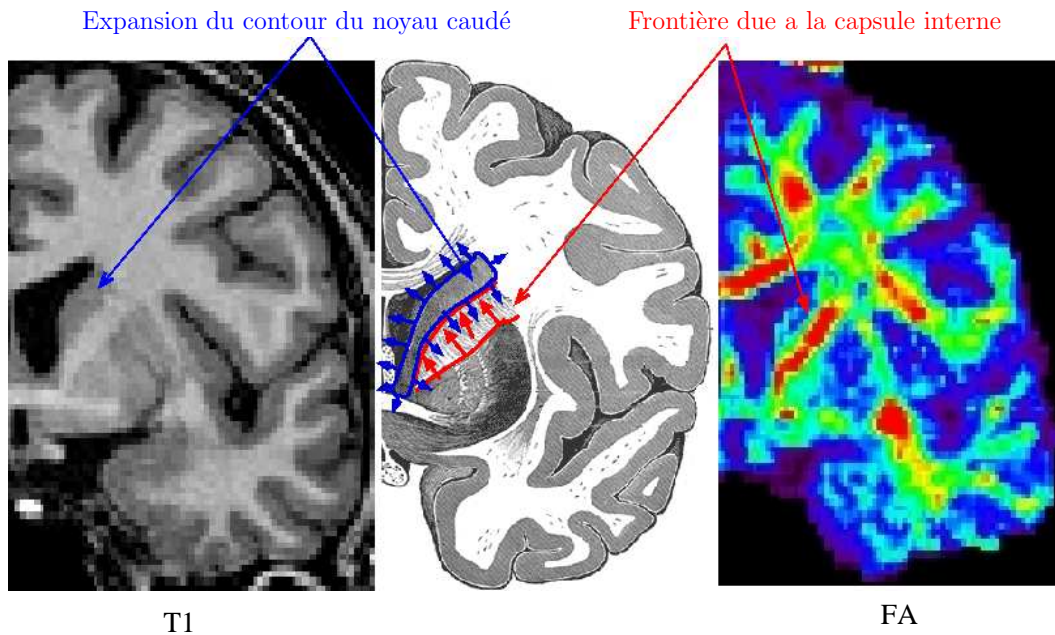 Expansion du contour du noyau caudé
Frontière due a la capsule interne
T1
FA